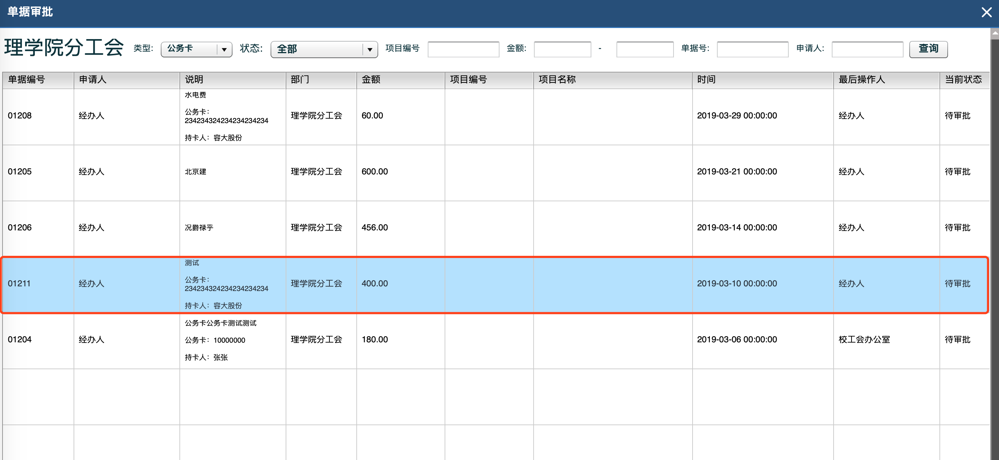 单据审批
理学院分工会 类型: 公务卡 状态: 全部 项目编号 金额: - 单据号: 申请人: 查询
单据编号 申请人 说明 部门 金额 项目编号 项目名称 时间 最后操作人 当前状态
水电费
公务卡:
234234324234234234234
持卡人：容大股份
01208 经办人 理学院分工会 60.00 2019-03-29 00:00:00 经办人 待审批
01205 经办人 北京建 理学院分工会 600.00 2019-03-21 00:00:00 经办人 待审批
01206 经办人 况爵禄乎 理学院分工会 456.00 2019-03-14 00:00:00 经办人 待审批
测试
公务卡:
234234324234234234234
持卡人：容大股份
01211 经办人 理学院分工会 400.00 2019-03-10 00:00:00 经办人 待审批
公务卡公务卡测试测试
公务卡：10000000
持卡人：张张
01204 经办人 理学院分工会 180.00 2019-03-06 00:00:00 校工会办公室 待审批